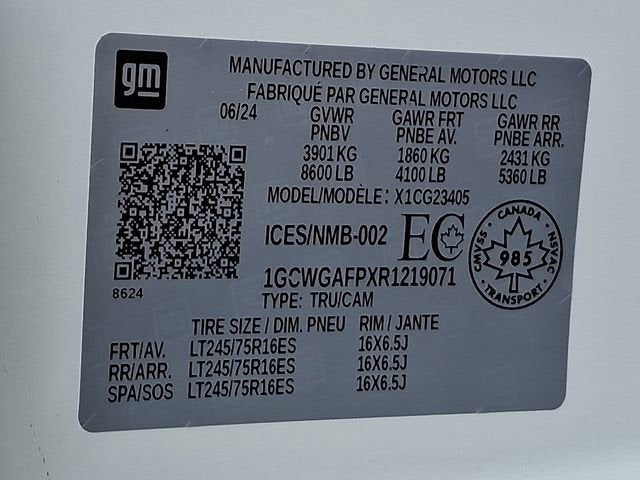 gm
MANUFACTURED BY GENERAL MOTORS LLC
FABRIQUÉ PAR GENERAL MOTORS LLC
06/24 GVWR GAWR FRT GAWR RR
PNBV PNBE AV. PNBE ARR.
3901 KG 1860 KG 2431 KG
8600 LB 4100 LB 5360 LB
MODEL/MODÈLE: X1CG23405
ICES/NMB-002 EC
CANADA
CMVSS 985 NSVAC
TRANSPORT
1GCWGAFPXR1219071
8624
TYPE: TRU/CAM
TIRE SIZE / DIM. PNEU RIM / JANTE
FRT/AV. LT245/75R16ES 16X6.5J
RR/ARR. LT245/75R16ES 16X6.5J
SPA/SOS LT245/75R16ES 16X6.5J